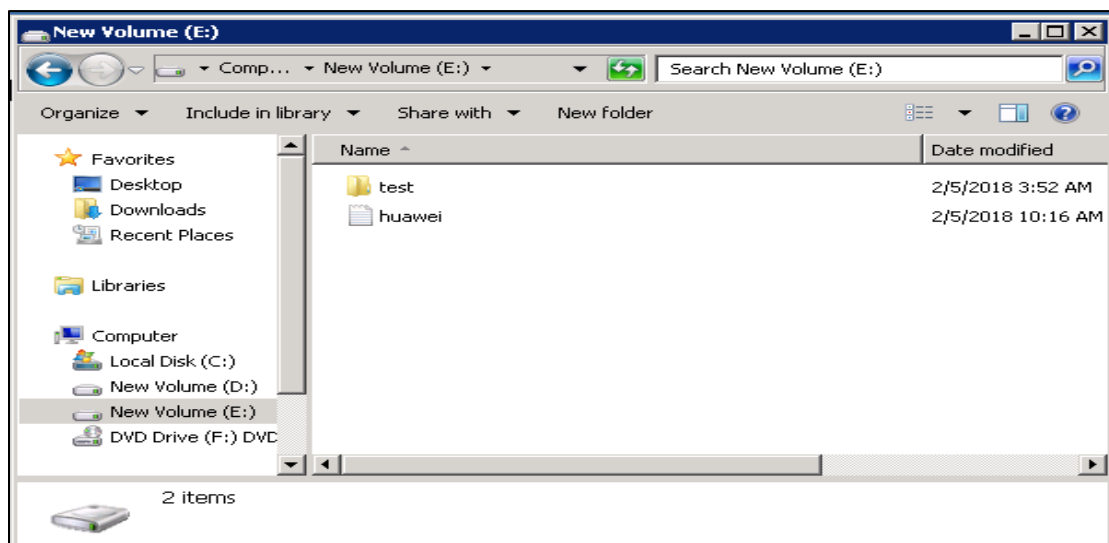 New Volume (E:)
Comp... New Volume (E:) Search New Volume (E:)
Organize Include in library Share with New folder
Favorites
Desktop
Downloads
Recent Places
Libraries
Computer
Local Disk (C:)
New Volume (D:)
New Volume (E:)
DVD Drive (F:) DVD
Name Date modified
test 2/5/2018 3:52 AM
huawei 2/5/2018 10:16 AM
2 items